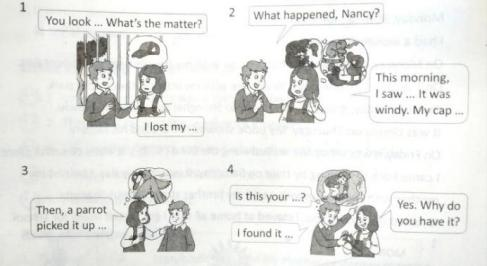 1
You look ... What's the matter?
I lost my ...
2
What happened, Nancy?
This morning,
I saw ... It was
windy. My cap ...
3
Then, a parrot
picked it up ...
4
Is this your ...?
I found it ...
Yes. Why do
you have it?